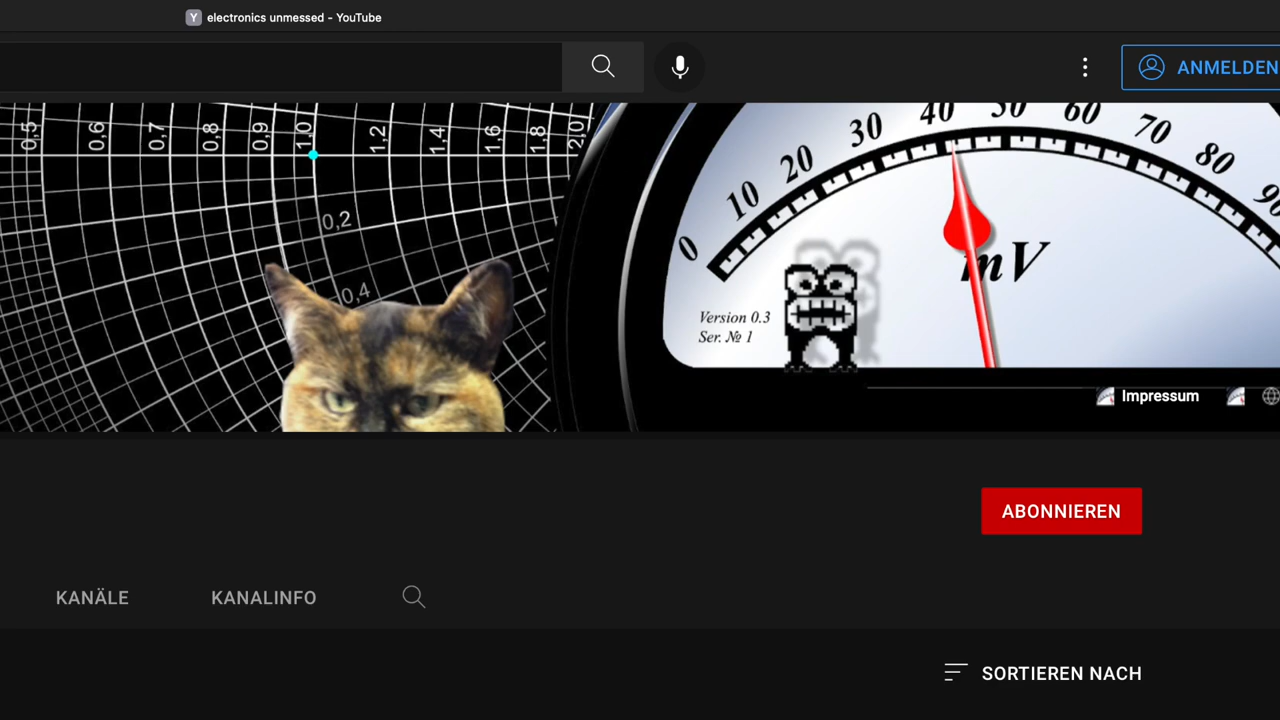 Y electronics unmessed - YouTube
ANMELDEN
0,5 0,6 0,7 0,8 0,9 1,0 1,2 1,4 1,6 1,8 2,0
0,2
0,4
0 10 20 30 40 50 60 70 80 90
mV
Version 0.3
Ser. № 1
Impressum
ABONNIEREN
KANÄLE KANALINFO
SORTIEREN NACH